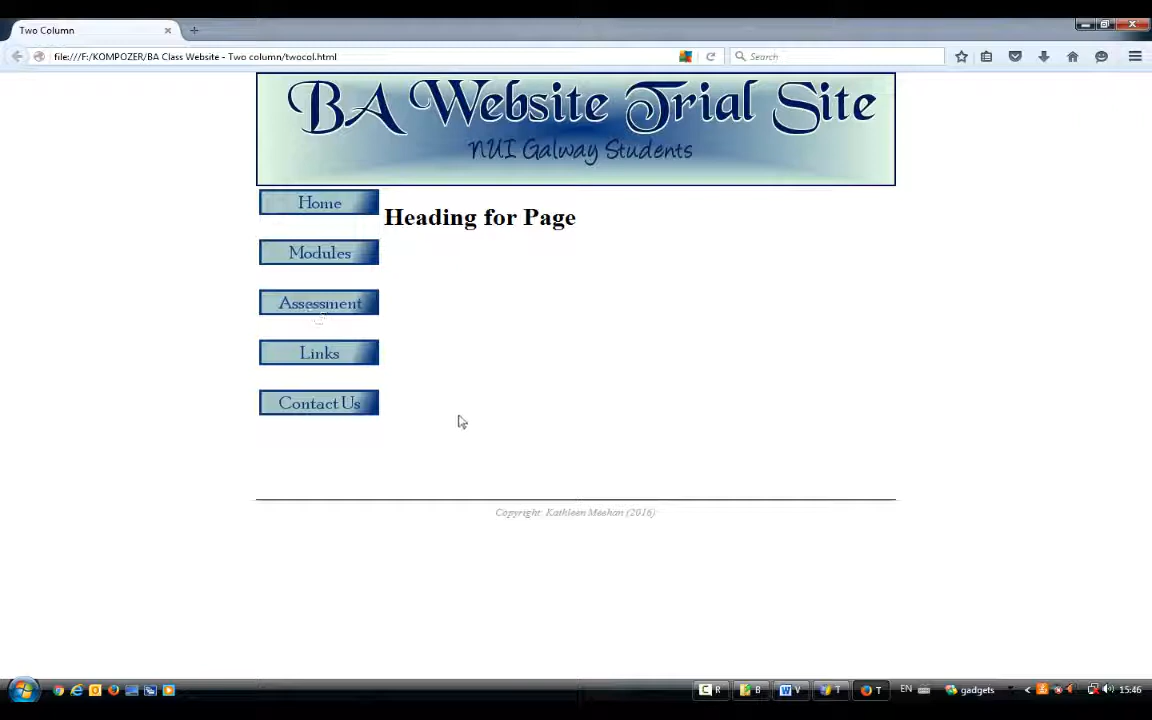 Two Column
file:///F:/KOMPOZER/BA Class Website - Two column/twocol.html
Search
BA Website Trial Site
NUI Galway Students
Home
Heading for Page
Modules
Assessment
Links
Contact Us
Copyright: Kathleen Meehan (2016)
R
B
V
T
T
EN
gadgets
15:46